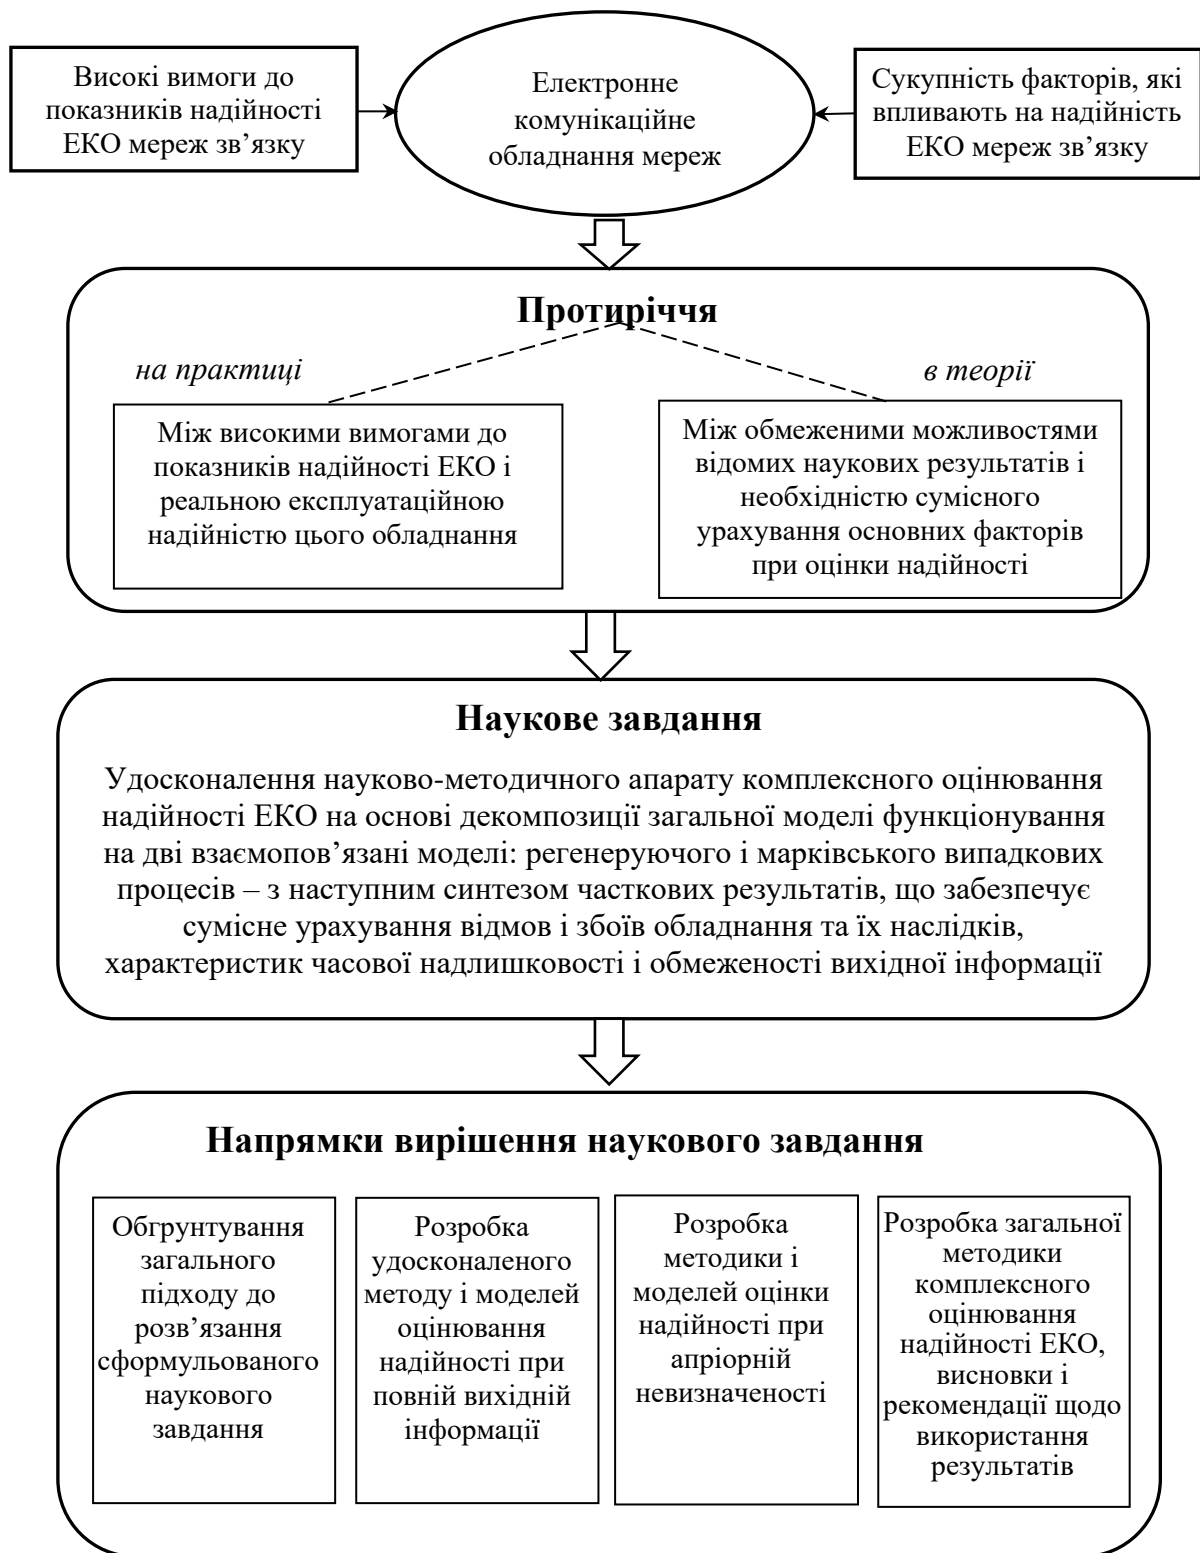 Високі вимоги до
показників надійності
ЕКО мереж зв’язку
Електронне
комунікаційне
обладнання мереж
Сукупність факторів, які
впливають на надійність
ЕКО мереж зв’язку
Протиріччя
на практиці
в теорії
Між високими вимогами до
показників надійності ЕКО і
реальною експлуатаційною
надійністю цього обладнання
Між обмеженими можливостями
відомих наукових результатів і
необхідністю сумісного
урахування основних факторів
при оцінки надійності
Наукове завдання
Удосконалення науково-методичного апарату комплексного оцінювання
надійності ЕКО на основі декомпозиції загальної моделі функціонування
на дві взаємопов’язані моделі: регенеруючого і марківського випадкових
процесів – з наступним синтезом часткових результатів, що забезпечує
сумісне урахування відмов і збоїв обладнання та їх наслідків,
характеристик часової надлишковості і обмеженості вихідної інформації
Напрямки вирішення наукового завдання
Обгрунтування
загального
підходу до
розв’язання
сформульованого
наукового
завдання
Розробка
удосконаленого
методу і моделей
оцінювання
надійності при
повній вихідній
інформації
Розробка
методики і
моделей оцінки
надійності при
апріорній
невизначеності
Розробка загальної
методики
комплексного
оцінювання
надійності ЕКО,
висновки і
рекомендації щодо
використання
результатів